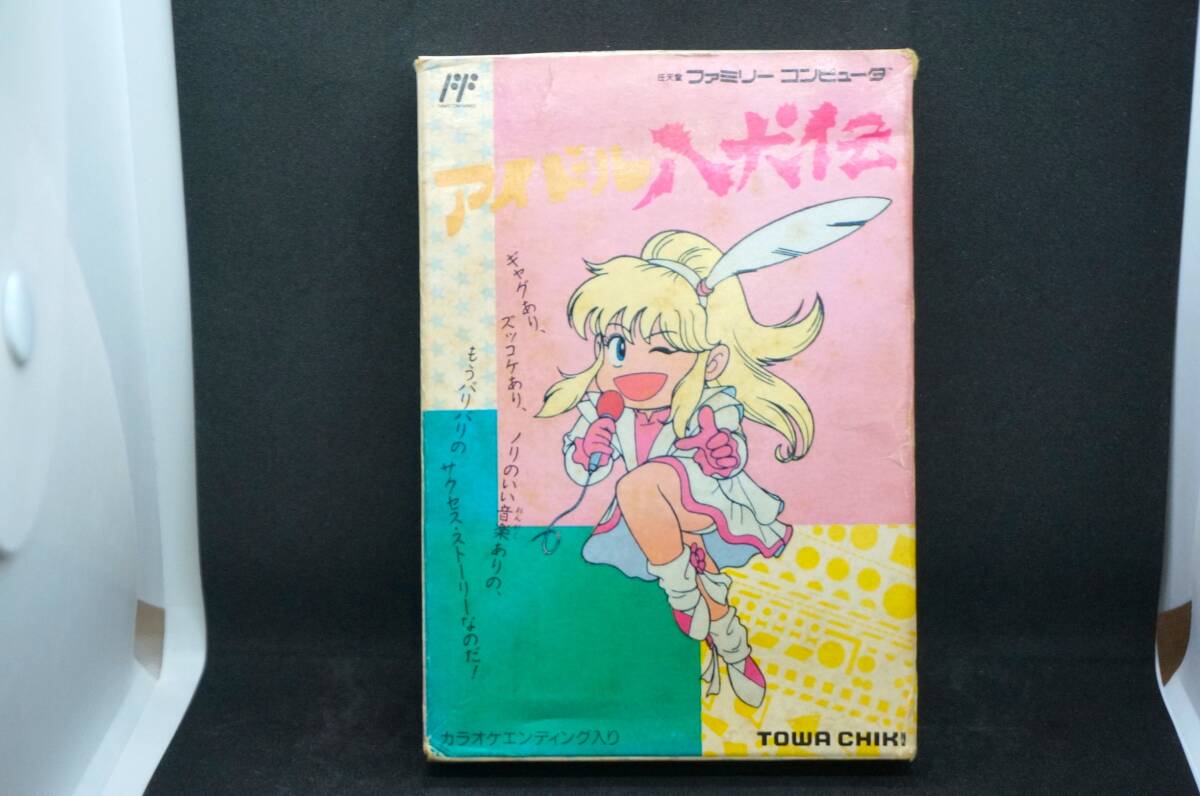 任天堂 ファミリー コンピュータ™
アイドル八犬伝
ギャグあり、
ズッコケあり、ノリのいい音楽ありの、
もうバリバリの サクセス・ストーリーなのだ！
カラオケエンディング入り
TOWA CHIKI